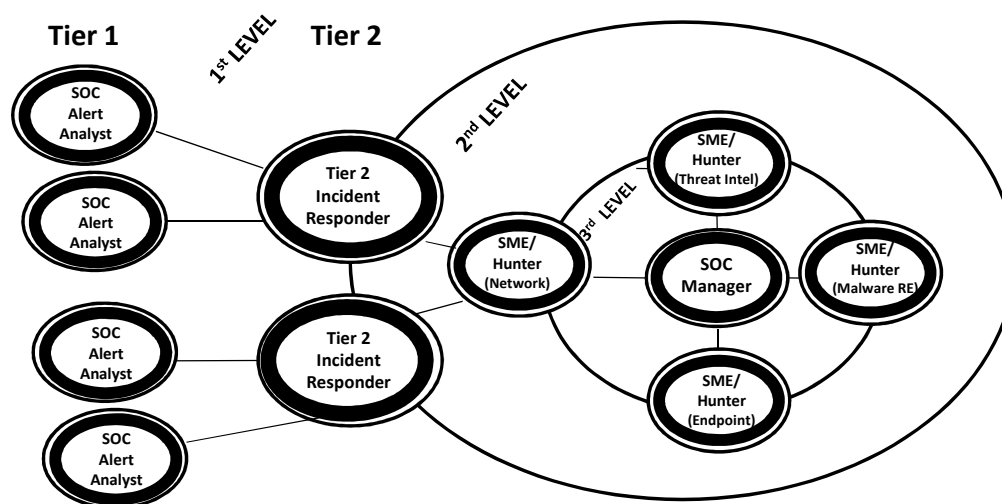 Tier 1
Tier 2
1st LEVEL
2nd LEVEL
3rd LEVEL
SOC
Alert
Analyst
SOC
Alert
Analyst
SOC
Alert
Analyst
SOC
Alert
Analyst
Tier 2
Incident
Responder
Tier 2
Incident
Responder
SME/
Hunter
(Network)
SME/
Hunter
(Threat Intel)
SOC
Manager
SME/
Hunter
(Malware RE)
SME/
Hunter
(Endpoint)